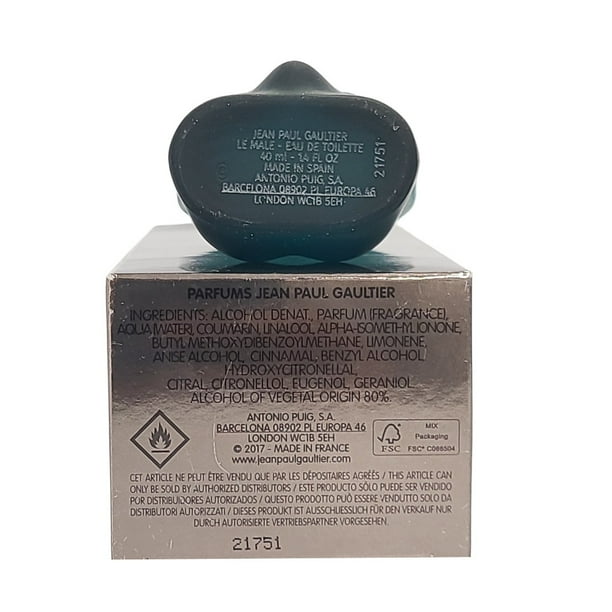 JEAN PAUL GAULTIER
LE MALE - EAU DE TOILETTE
40 ml - 1.4 FL OZ
MADE IN SPAIN
ANTONIO PUIG, S.A.
BARCELONA 08902 PL EUROPA 46
LONDON WC1B 5EH
21751
PARFUMS JEAN PAUL GAULTIER
INGREDIENTS: ALCOHOL DENAT., PARFUM (FRAGRANCE),
AQUA (WATER), COUMARIN, LINALOOL, ALPHA-ISOMETHYL IONONE,
BUTYL METHOXYDIBENZOYLMETHANE, LIMONENE,
ANISE ALCOHOL, CINNAMAL, BENZYL ALCOHOL,
HYDROXYCITRONELLAL,
CITRAL, CITRONELLOL, EUGENOL, GERANIOL
ALCOHOL OF VEGETAL ORIGIN 80%.
ANTONIO PUIG, S.A.
BARCELONA 08902 PL EUROPA 46
LONDON WC1B 5EH
© 2017 - MADE IN FRANCE
www.jeanpaulgaultier.com
FSC
MIX
Packaging
FSC® C088504
CET ARTICLE NE PEUT ÊTRE VENDU QUE PAR LES DÉPOSITAIRES AGRÉÉS / THIS ARTICLE CAN
ONLY BE SOLD BY AUTHORIZED DISTRIBUTORS / ESTE PRODUCTO SÓLO PUEDE SER VENDIDO
POR DISTRIBUIDORES AUTORIZADOS / QUESTO PRODOTTO PUÒ ESSERE VENDUTO SOLO DA
DISTRIBUTORI AUTORIZZATI / DIESES PRODUKT IST AUSSCHLIESSLICH FÜR DEN VERKAUF NUR
DURCH AUTORISIERTE VERTRIEBSPARTNER VORGESEHEN.
21751